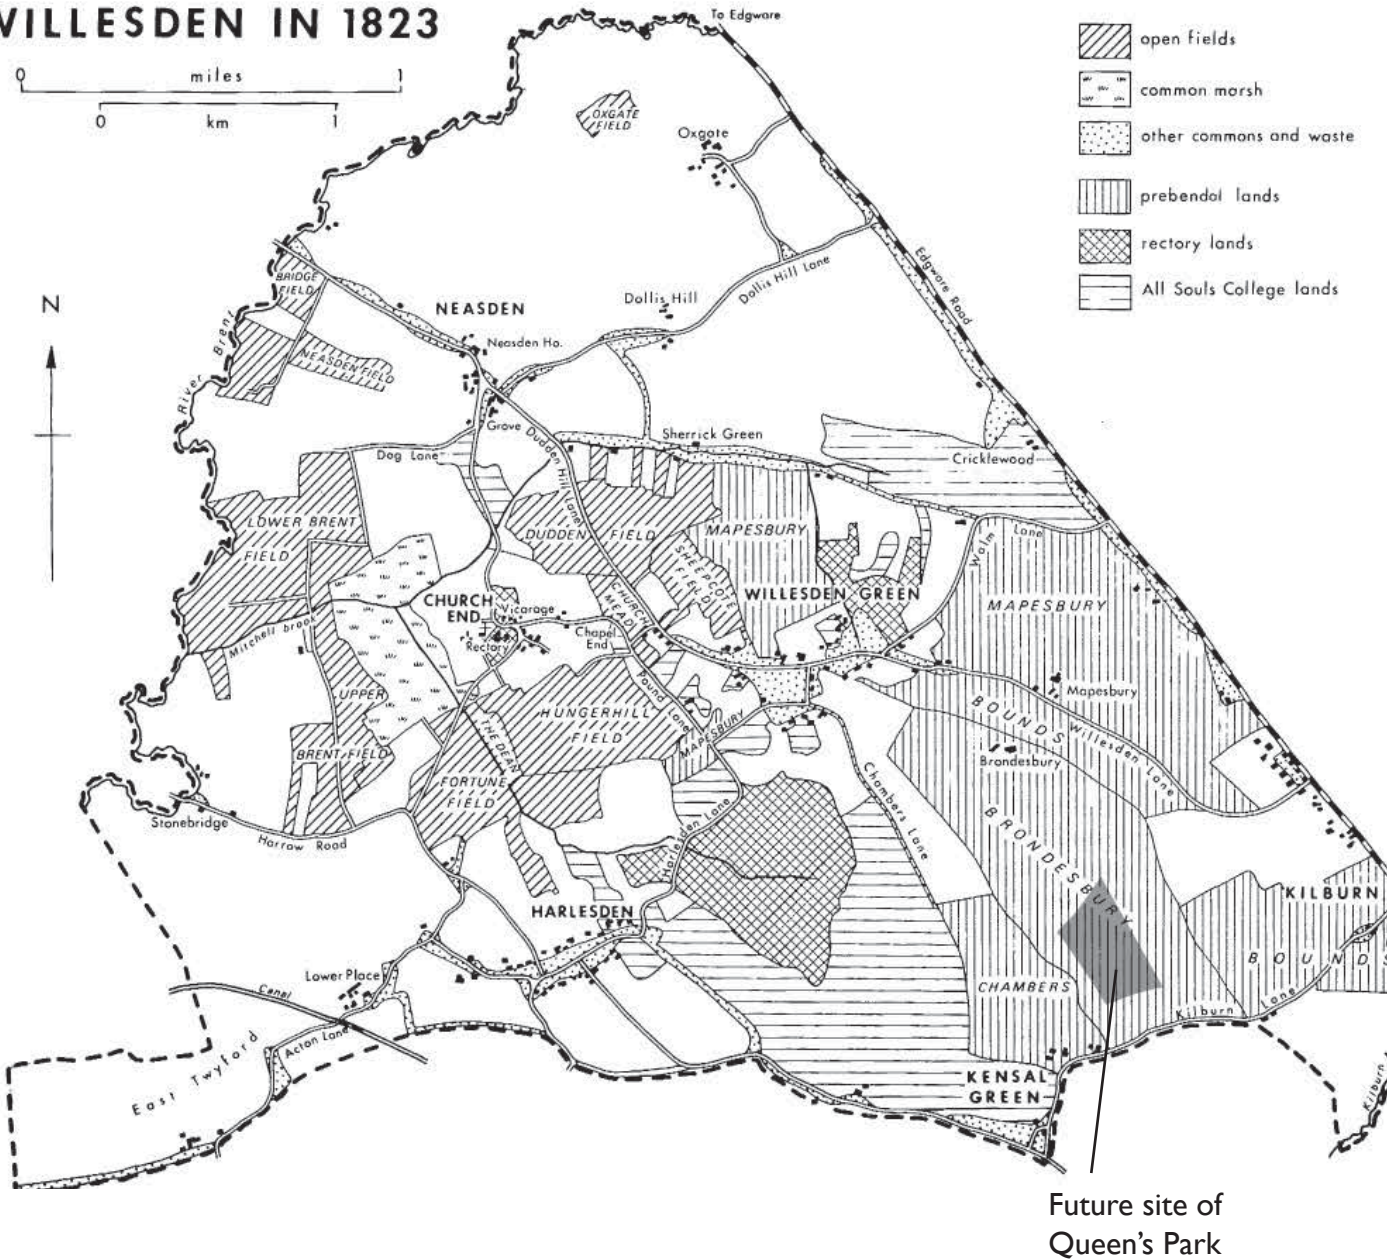 WILLESDEN IN 1823
0 miles 1
0 km 1
To Edgware
open fields
common marsh
other commons and waste
prebendal lands
rectory lands
All Souls College lands
N
OXGATE
FIELD
Oxgate
Edgware Road
BRIDGE
FIELD
NEASDEN
Dollis Hill
Dollis Hill Lane
Neasden Ho.
River Brent
NEASDEN FIELD
Grove
Dudden Hill Lane
Dog Lane
Sherrick Green
Cricklewood
LOWER BRENT
FIELD
DUDDEN FIELD
MAPESBURY
Walm Lane
SHEEPCOTE
FIELD
CHURCH
END
Vicarage
CHURCH
MEAD
WILLESDEN GREEN
MAPESBURY
Mitchell brook
Rectory
Chapel
End
UPPER
BRENT FIELD
Pound Lane
Mapesbury
HUNGERHILL
FIELD
THE DEAN
MAPESBURY
BOUNDS
Willesden Lane
Brondesbury
FORTUNE
FIELD
Chambers Lane
Stonebridge
Harrow Road
Harlesden Lane
BRONDESBURY
HARLESDEN
KILBURN
BOUNDS
Lower Place
Canal
CHAMBERS
Kilburn Lane
Acton Lane
East Twyford
KENSAL
GREEN
Kilburn
Future site of
Queen's Park